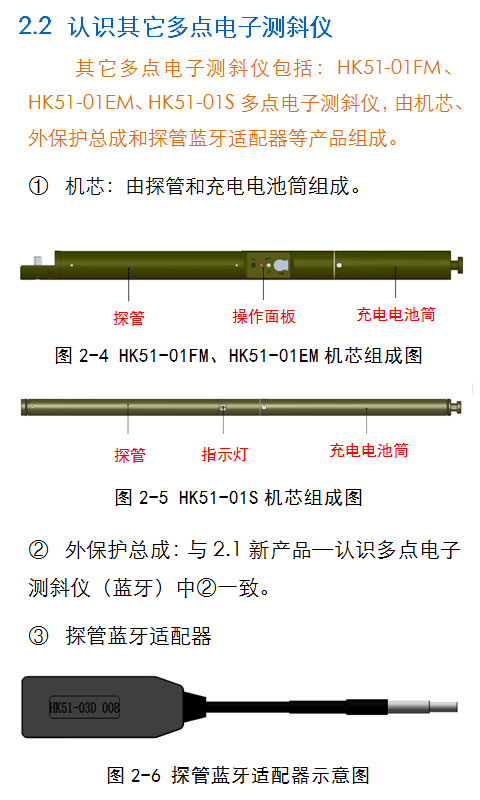 2.2 认识其它多点电子测斜仪
其它多点电子测斜仪包括：HK51-01FM、
HK51-01EM、HK51-01S 多点电子测斜仪，由机芯、
外保护总成和探管蓝牙适配器等产品组成。
① 机芯：由探管和充电电池筒组成。
探管 操作面板 充电电池筒
图 2-4 HK51-01FM、HK51-01EM 机芯组成图
探管 指示灯 充电电池筒
图 2-5 HK51-01S 机芯组成图
② 外保护总成：与 2.1 新产品—认识多点电子
测斜仪（蓝牙）中②一致。
③ 探管蓝牙适配器
HK51-03D 008
图 2-6 探管蓝牙适配器示意图